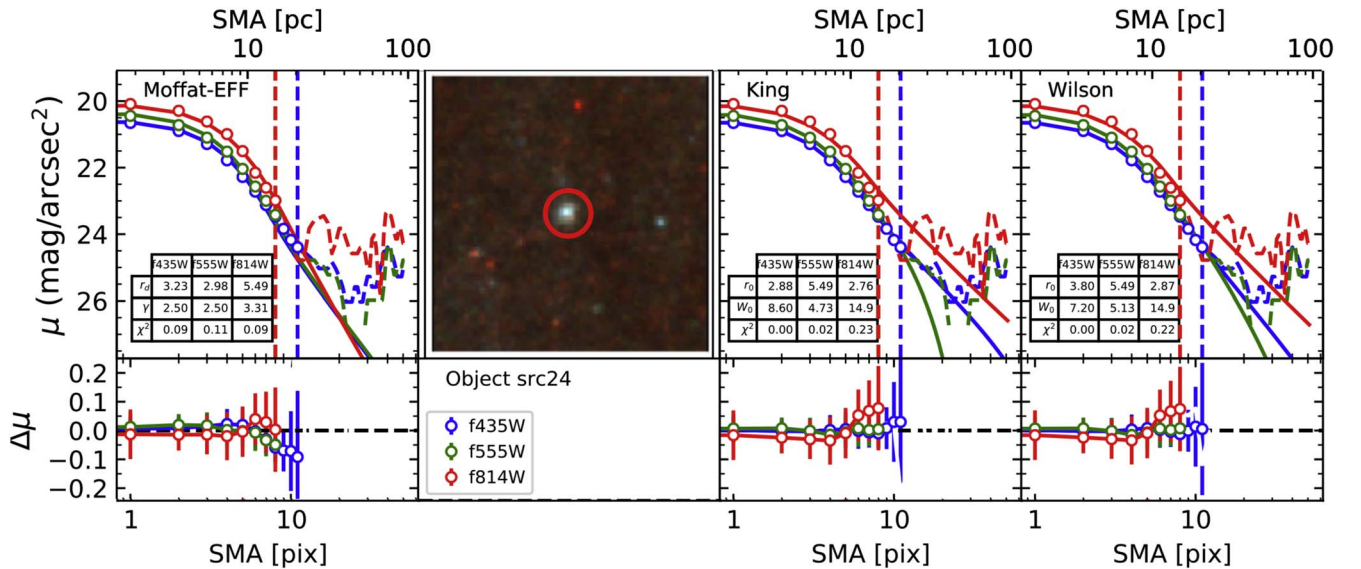 SMA [pc]
SMA [pc]
SMA [pc]
10 100
10 100
10 100
Moffat-EFF
King
Wilson
μ (mag/arcsec²)
20
22
24
26
f435W f555W f814W
r_d 3.23 2.98 5.49
γ 2.50 2.50 3.31
χ² 0.09 0.11 0.09
f435W f555W f814W
r₀ 2.88 5.49 2.76
W₀ 8.60 4.73 14.9
χ² 0.00 0.02 0.23
f435W f555W f814W
r₀ 3.80 5.49 2.87
W₀ 7.20 5.13 14.9
χ² 0.00 0.02 0.22
Δμ
0.2
0.1
0.0
−0.1
−0.2
Object src24
f435W
f555W
f814W
1 10
1 10
1 10
SMA [pix]
SMA [pix]
SMA [pix]